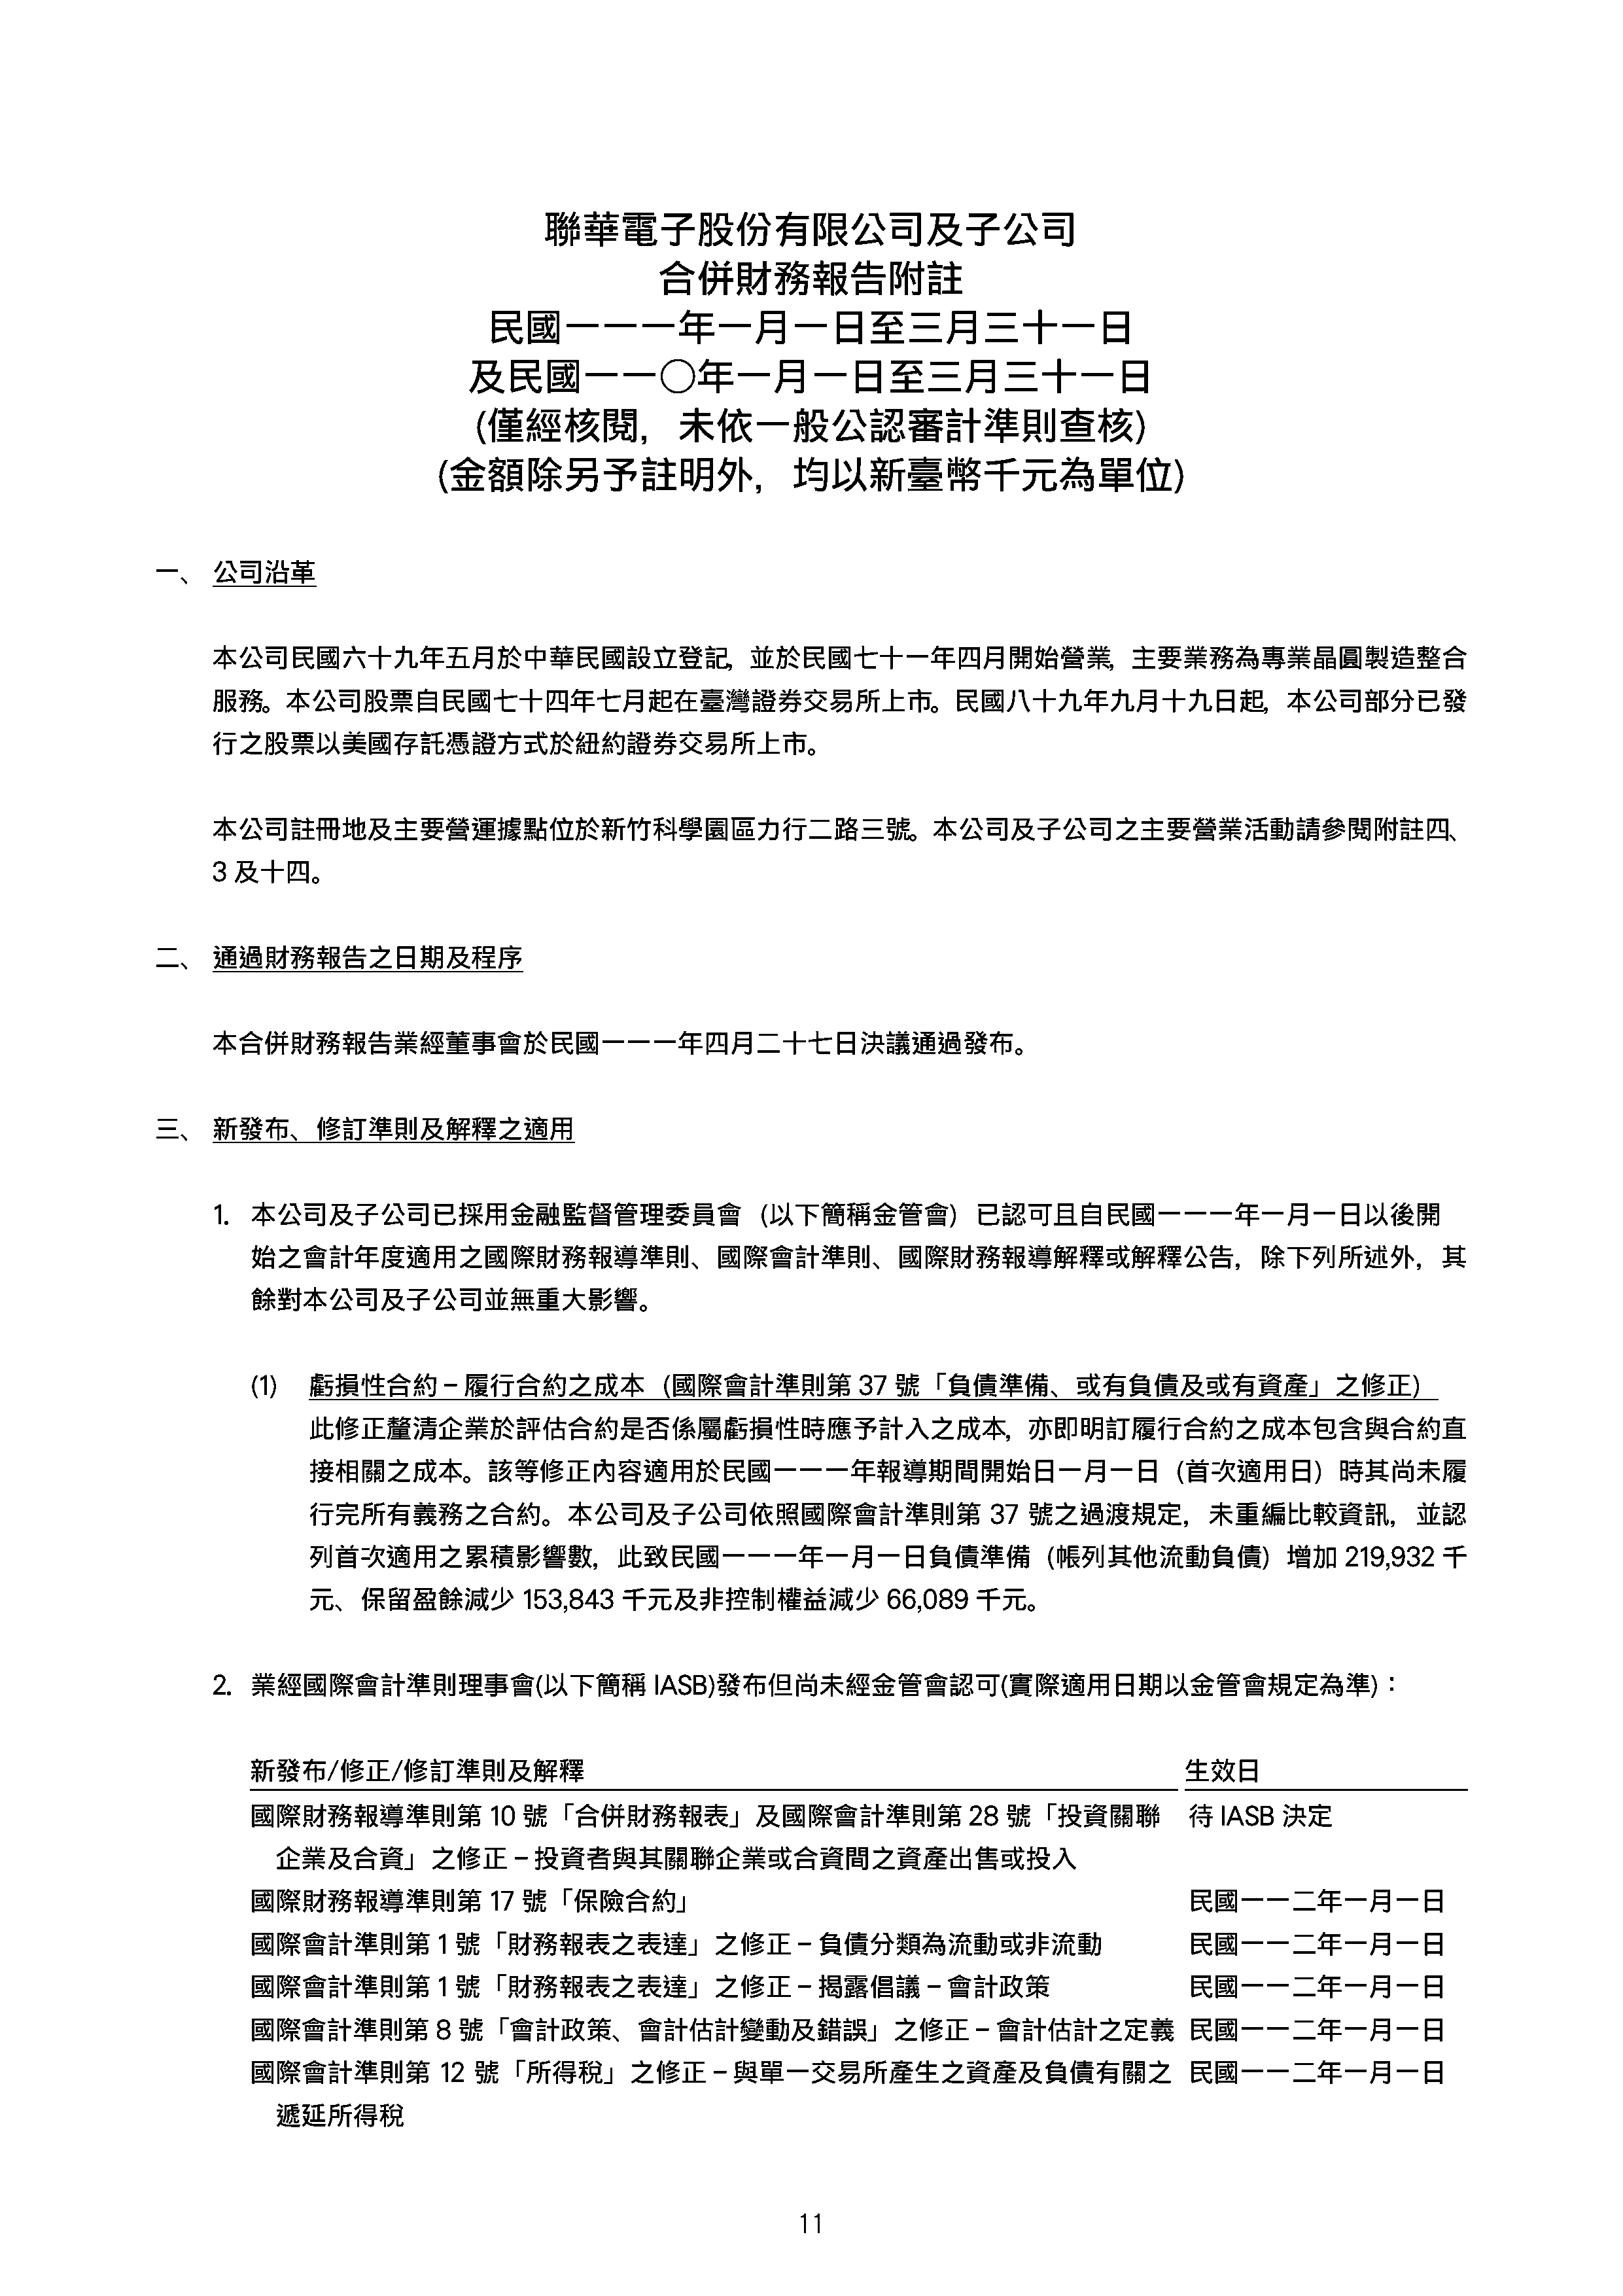 聯華電子股份有限公司及子公司
合併財務報告附註
民國一一一年一月一日至三月三十一日
及民國一一○年一月一日至三月三十一日
(僅經核閱，未依一般公認審計準則查核)
(金額除另予註明外，均以新臺幣千元為單位)
一、 公司沿革
本公司民國六十九年五月於中華民國設立登記，並於民國七十一年四月開始營業，主要業務為專業晶圓製造整合
服務。本公司股票自民國七十四年七月起在臺灣證券交易所上市。民國八十九年九月十九日起，本公司部分已發
行之股票以美國存託憑證方式於紐約證券交易所上市。
本公司註冊地及主要營運據點位於新竹科學園區力行二路三號。本公司及子公司之主要營業活動請參閱附註四、
3 及十四。
二、 通過財務報告之日期及程序
本合併財務報告業經董事會於民國一一一年四月二十七日決議通過發布。
三、 新發布、修訂準則及解釋之適用
1. 本公司及子公司已採用金融監督管理委員會（以下簡稱金管會）已認可且自民國一一一年一月一日以後開
始之會計年度適用之國際財務報導準則、國際會計準則、國際財務報導解釋或解釋公告，除下列所述外，其
餘對本公司及子公司並無重大影響。
(1) 虧損性合約－履行合約之成本（國際會計準則第 37 號「負債準備、或有負債及或有資產」之修正）
此修正釐清企業於評估合約是否係屬虧損性時應予計入之成本，亦即明訂履行合約之成本包含與合約直
接相關之成本。該等修正內容適用於民國一一一年報導期間開始日一月一日（首次適用日）時其尚未履
行完所有義務之合約。本公司及子公司依照國際會計準則第 37 號之過渡規定，未重編比較資訊，並認
列首次適用之累積影響數，此致民國一一一年一月一日負債準備（帳列其他流動負債）增加 219,932 千
元、保留盈餘減少 153,843 千元及非控制權益減少 66,089 千元。
2. 業經國際會計準則理事會(以下簡稱 IASB)發布但尚未經金管會認可(實際適用日期以金管會規定為準)：
新發布/修正/修訂準則及解釋 生效日
國際財務報導準則第 10 號「合併財務報表」及國際會計準則第 28 號「投資關聯 待 IASB 決定
企業及合資」之修正－投資者與其關聯企業或合資間之資產出售或投入
國際財務報導準則第 17 號「保險合約」 民國一一二年一月一日
國際會計準則第 1 號「財務報表之表達」之修正－負債分類為流動或非流動 民國一一二年一月一日
國際會計準則第 1 號「財務報表之表達」之修正－揭露倡議－會計政策 民國一一二年一月一日
國際會計準則第 8 號「會計政策、會計估計變動及錯誤」之修正－會計估計之定義 民國一一二年一月一日
國際會計準則第 12 號「所得稅」之修正－與單一交易所產生之資產及負債有關之 民國一一二年一月一日
遞延所得稅
11